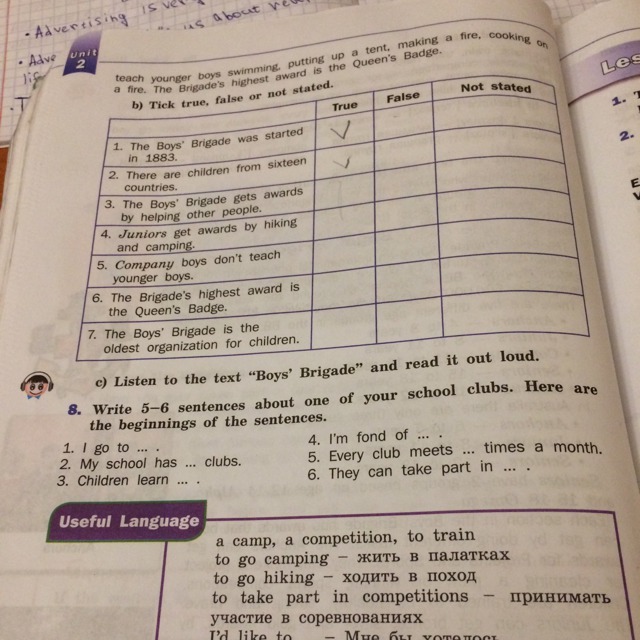 • Advertising is very
• Adve
is about
Unit
2
teach younger boys swimming, putting up a tent, making a fire, cooking on
a fire. The Brigade's highest award is the Queen's Badge.
b) Tick true, false or not stated.
True False Not stated
1. The Boys' Brigade was started
in 1883.
2. There are children from sixteen
countries.
3. The Boys' Brigade gets awards
by helping other people.
4. Juniors get awards by hiking
and camping.
5. Company boys don't teach
younger boys.
6. The Brigade's highest award is
the Queen's Badge.
7. The Boys' Brigade is the
oldest organization for children.
c) Listen to the text “Boys' Brigade” and read it out loud.
8. Write 5–6 sentences about one of your school clubs. Here are
the beginnings of the sentences.
1. I go to ... .
2. My school has ... clubs.
3. Children learn ... .
4. I'm fond of ... .
5. Every club meets ... times a month.
6. They can take part in ... .
Useful Language
a camp, a competition, to train
to go camping – жить в палатках
to go hiking – ходить в поход
to take part in competitions – принимать
участие в соревнованиях
I'd like to ... – Мне бы хотелось
Les
1.
2.